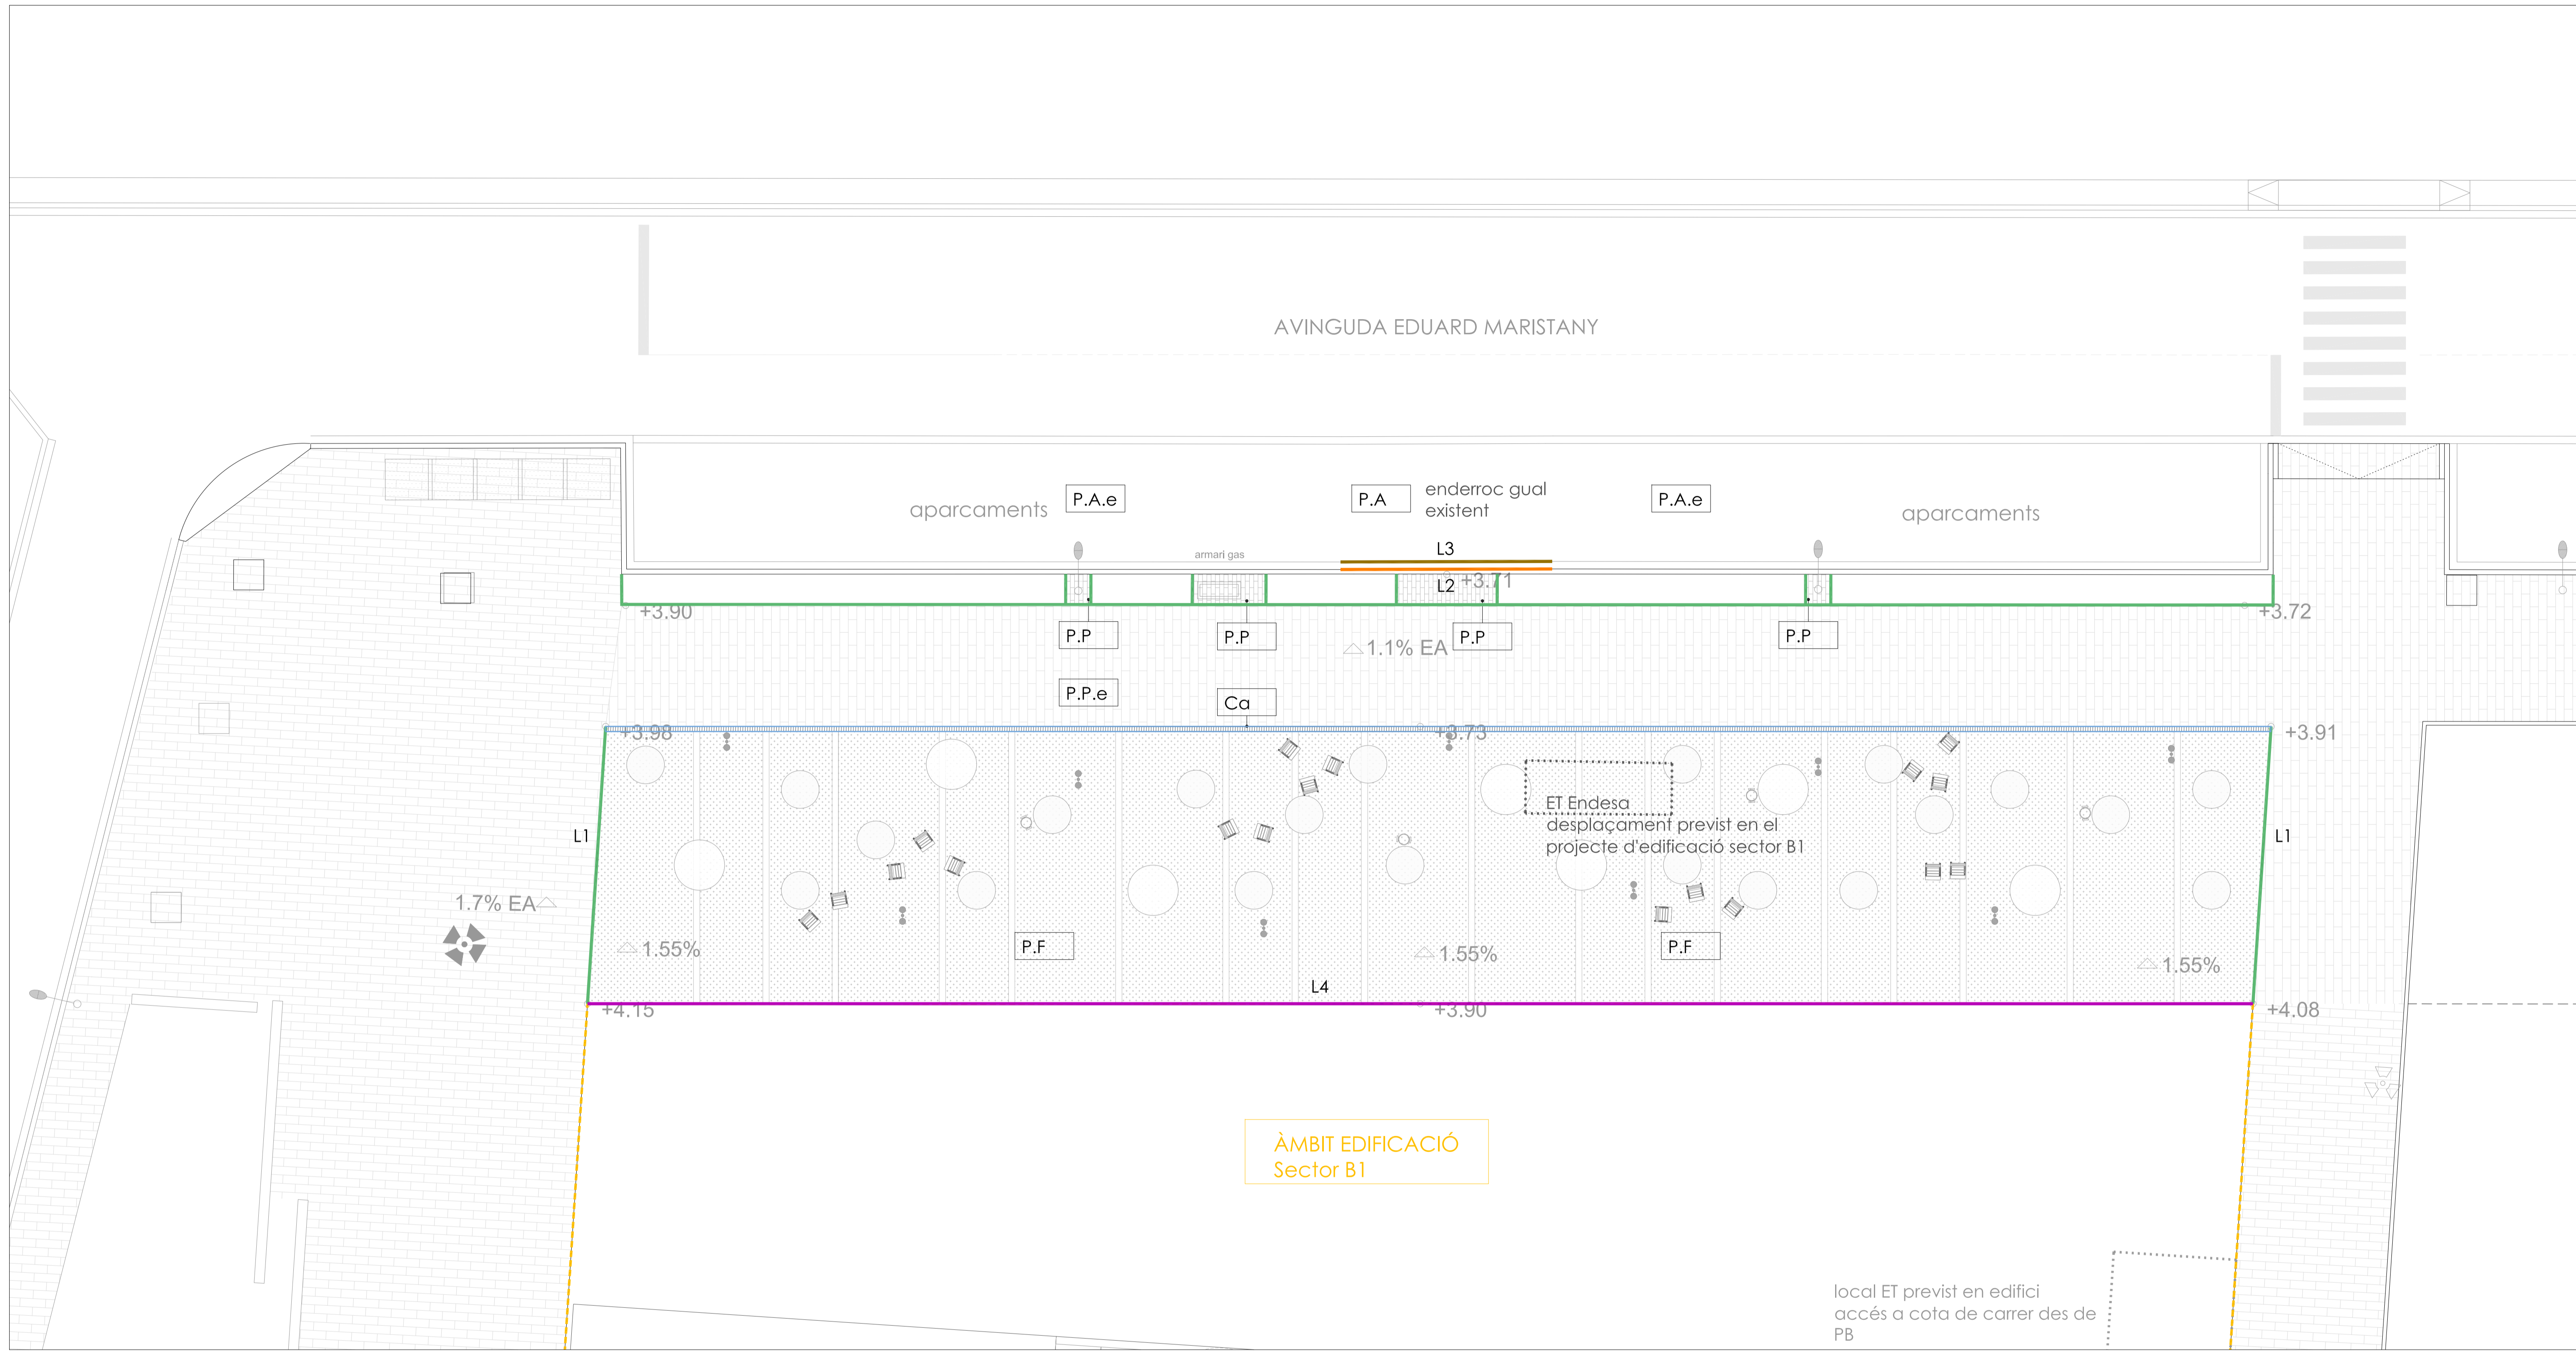 AVINGUDA EDUARD MARISTANY
aparcaments
P.A.e
P.A
enderroc gual
existent
P.A.e
aparcaments
armari gas
L3
L2
+3.71
+3.90
+3.72
P.P
P.P
1.1% EA
P.P
P.P
P.P.e
Ca
+3.98
+3.73
+3.91
ET Endesa
desplaçament previst en el
projecte d'edificació sector B1
L1
L1
1.7% EA
P.F
P.F
1.55%
1.55%
1.55%
L4
+4.15
+3.90
+4.08
ÀMBIT EDIFICACIÓ
Sector B1
local ET previst en edifici
accés a cota de carrer des de
PB